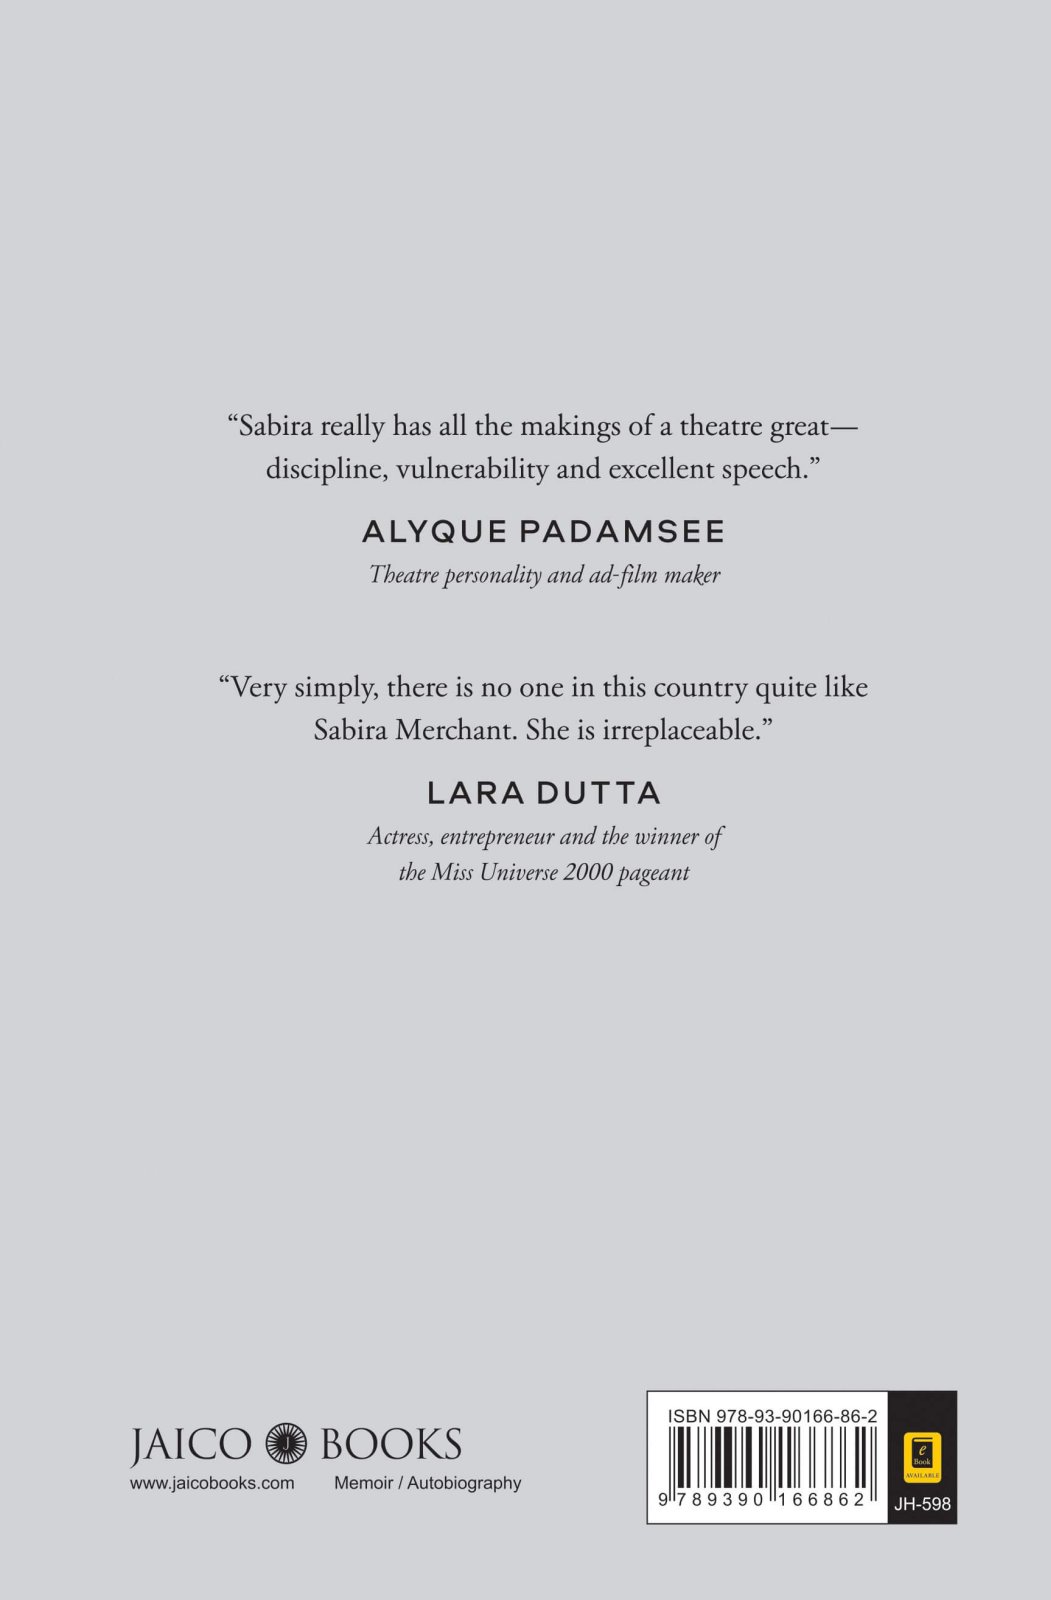 “Sabira really has all the makings of a theatre great—
discipline, vulnerability and excellent speech.”
ALYQUE PADAMSEE
Theatre personality and ad-film maker
“Very simply, there is no one in this country quite like
Sabira Merchant. She is irreplaceable.”
LARA DUTTA
Actress, entrepreneur and the winner of
the Miss Universe 2000 pageant
JAICO J BOOKS
www.jaicobooks.com Memoir / Autobiography
ISBN 978-93-90166-86-2
9 789390 166862
e
Book
AVAILABLE
JH-598